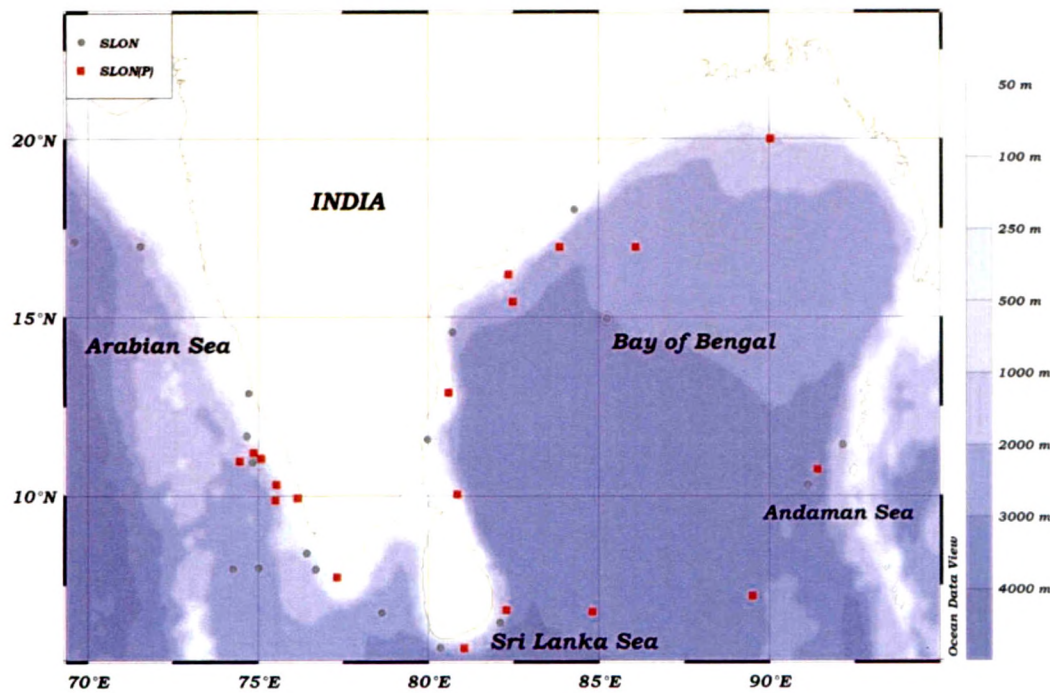 SLON
SLON(P)
50 m
20°N
100 m
INDIA
250 m
15°N
500 m
Arabian Sea
Bay of Bengal
1000 m
2000 m
10°N
Andaman Sea
3000 m
4000 m
Ocean Data View
Sri Lanka Sea
70°E
75°E
80°E
85°E
90°E